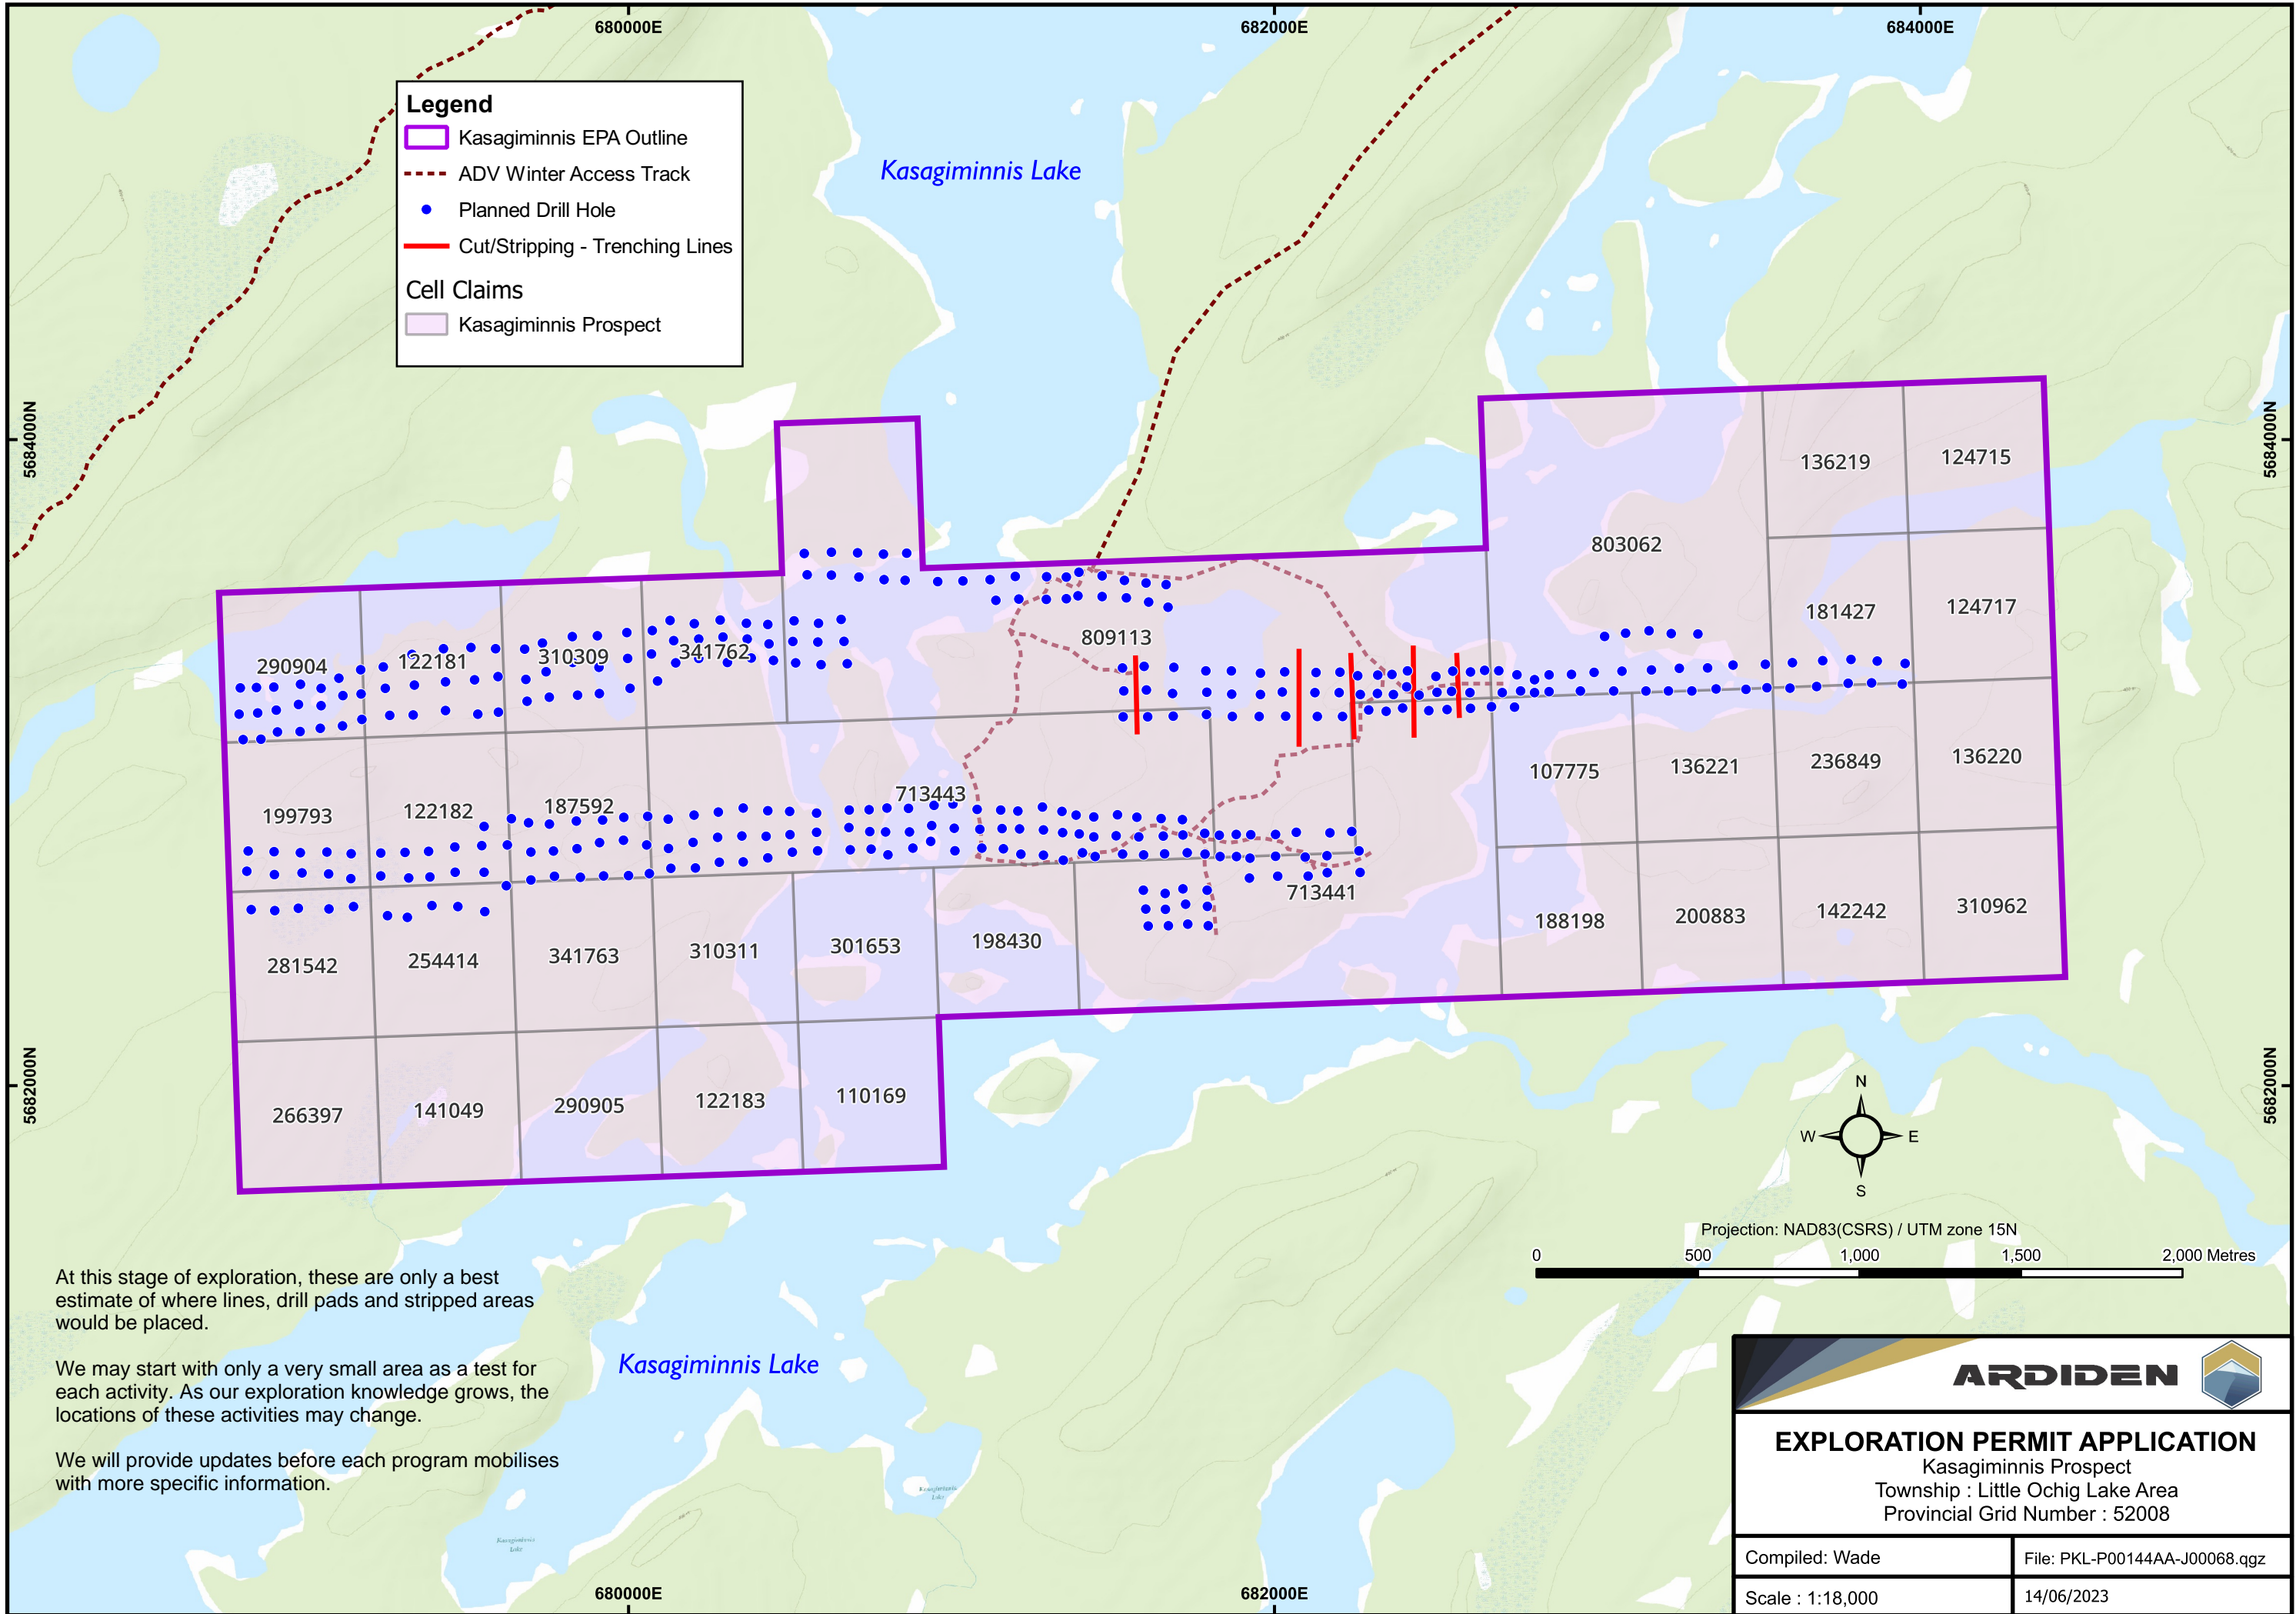 680000E
682000E
684000E
5684000N
5684000N
Legend
Kasagiminnis EPA Outline
ADV Winter Access Track
Planned Drill Hole
Cut/Stripping - Trenching Lines
Cell Claims
Kasagiminnis Prospect
Kasagiminnis Lake
136219
124715
803062
181427
124717
809113
290904
122181
310309
341762
107775
136221
236849
136220
199793
122182
187592
713443
713441
188198
200883
142242
310962
281542
254414
341763
310311
301653
198430
266397
141049
290905
122183
110169
5682000N
5682000N
N
W
E
S
Projection: NAD83(CSRS) / UTM zone 15N
0
500
1,000
1,500
2,000 Metres
At this stage of exploration, these are only a best
estimate of where lines, drill pads and stripped areas
would be placed.
We may start with only a very small area as a test for
each activity. As our exploration knowledge grows, the
locations of these activities may change.
We will provide updates before each program mobilises
with more specific information.
Kasagiminnis Lake
Kasagiminnis
Lake
Kasagiminnis
Lake
ARDIDEN
EXPLORATION PERMIT APPLICATION
Kasagiminnis Prospect
Township : Little Ochig Lake Area
Provincial Grid Number : 52008
Compiled: Wade
File: PKL-P00144AA-J00068.qgz
Scale : 1:18,000
14/06/2023
680000E
682000E